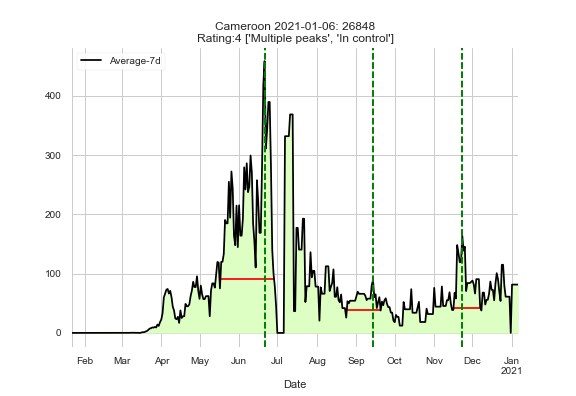 Cameroon 2021-01-06: 26848
Rating:4 ['Multiple peaks', 'In control']
Average-7d
400
300
200
100
0
Feb Mar Apr May Jun Jul Aug Sep Oct Nov Dec Jan
2021
Date